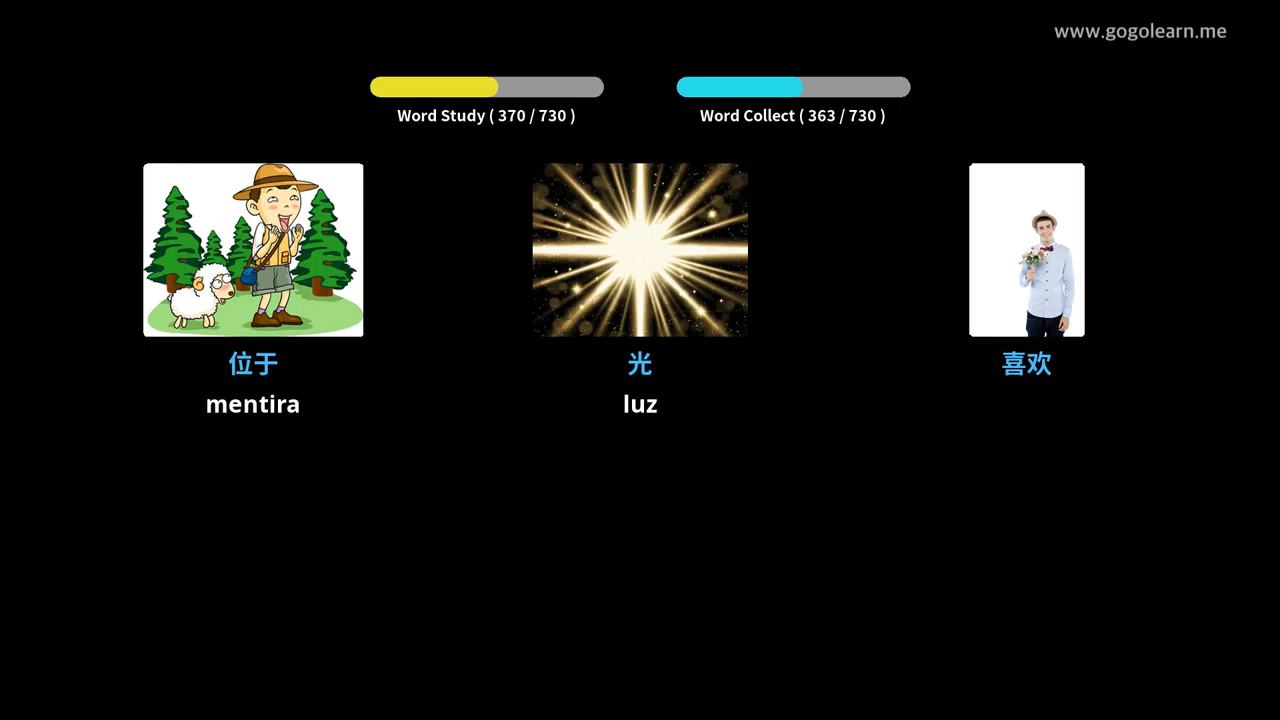 www.gogolearn.me
Word Study ( 370 / 730 )
Word Collect ( 363 / 730 )
位于
光
喜欢
mentira
luz